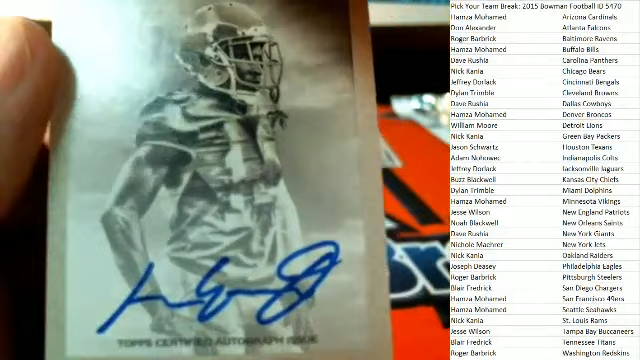 Pick Your Team Break: 2015 Bowman Football ID 5470
Hamza Mohamed Arizona Cardinals
Don Alexander Atlanta Falcons
Roger Barbrick Baltimore Ravens
Hamza Mohamed Buffalo Bills
Dave Rushia Carolina Panthers
Nick Kania Chicago Bears
Jeffrey Dorlack Cincinnati Bengals
Dylan Trimble Cleveland Browns
Dave Rushia Dallas Cowboys
Hamza Mohamed Denver Broncos
William Moore Detroit Lions
Nick Kania Green Bay Packers
Jason Schwartz Houston Texans
Adam Nohowec Indianapolis Colts
Jeffrey Dorlack Jacksonville Jaguars
Buzz Blackwell Kansas City Chiefs
Dylan Trimble Miami Dolphins
Hamza Mohamed Minnesota Vikings
Jesse Wilson New England Patriots
Noah Blackwell New Orleans Saints
Dave Rushia New York Giants
Nichole Maehrer New York Jets
Nick Kania Oakland Raiders
Joseph Deasey Philadelphia Eagles
Roger Barbrick Pittsburgh Steelers
Blair Fredrick San Diego Chargers
Hamza Mohamed San Francisco 49ers
Hamza Mohamed Seattle Seahawks
Nick Kania St. Louis Rams
Jesse Wilson Tampa Bay Buccaneers
Blair Fredrick Tennessee Titans
Roger Barbrick Washington Redskins
TOPPS CERTIFIED AUTOGRAPH ISSUE